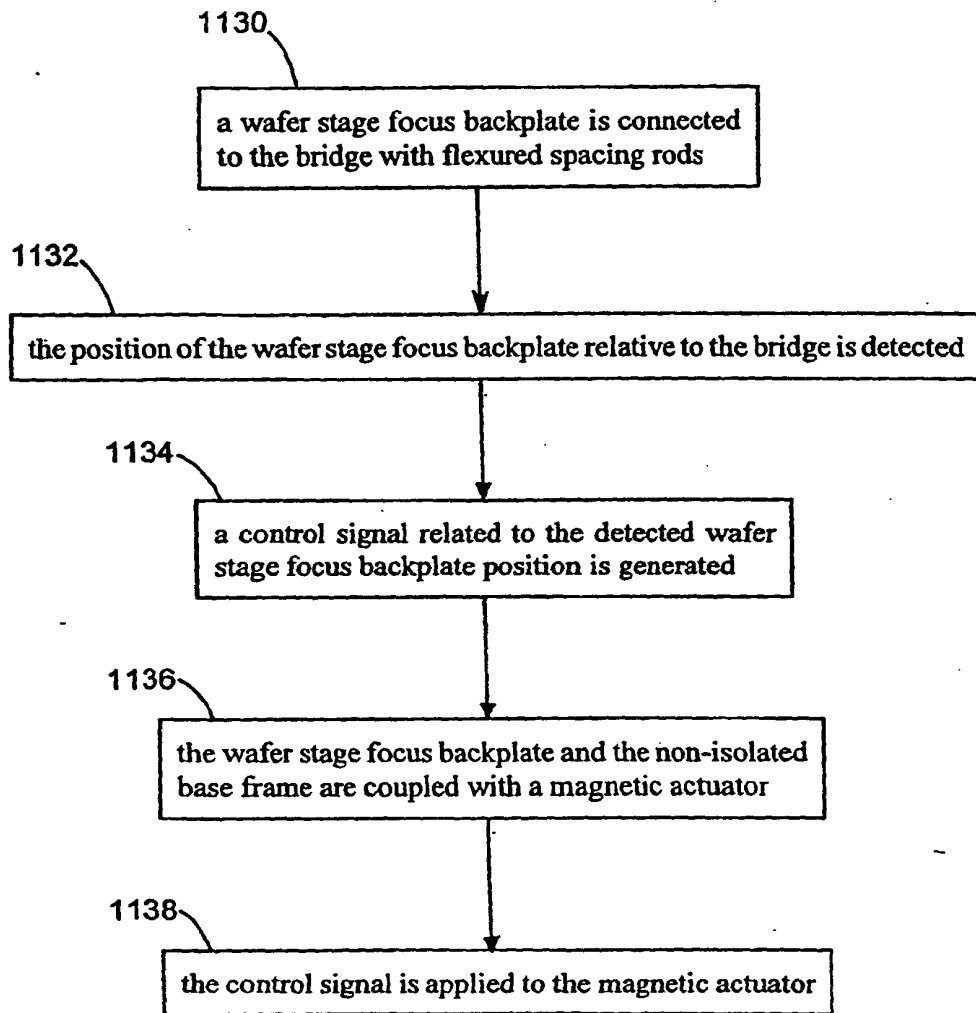 1130
a wafer stage focus backplate is connected
to the bridge with flexured spacing rods
1132
the position of the wafer stage focus backplate relative to the bridge is detected
1134
a control signal related to the detected wafer
stage focus backplate position is generated
1136
the wafer stage focus backplate and the non-isolated
base frame are coupled with a magnetic actuator
1138
the control signal is applied to the magnetic actuator